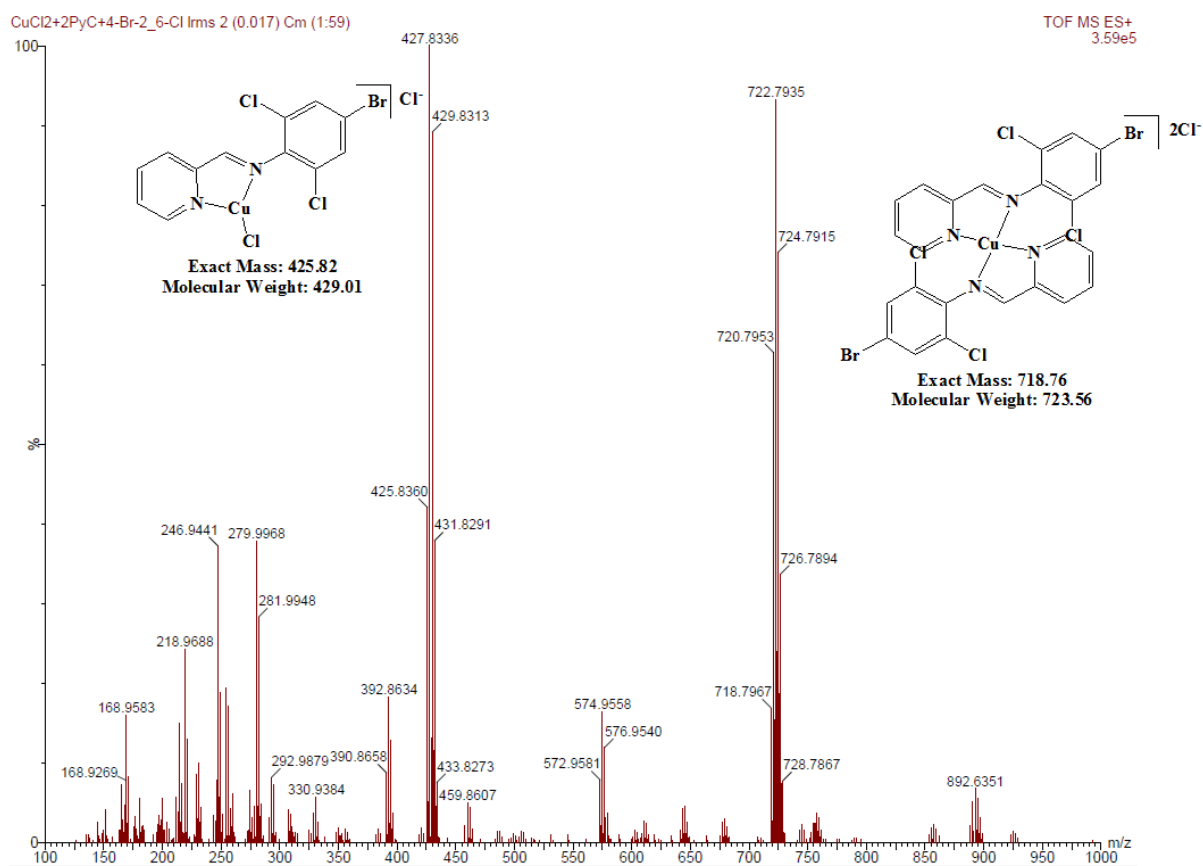 CuCl2+2PyC+4-Br-2_6-Cl lrms 2 (0.017) Cm (1:59)
TOF MS ES+
3.59e5
100
%
0
427.8336
429.8313
425.8360
431.8291
433.8273
459.8607
392.8634
390.8658
330.9384
292.9879
279.9968
281.9948
246.9441
218.9688
168.9583
168.9269
574.9558
576.9540
572.9581
722.7935
724.7915
720.7953
726.7894
718.7967
728.7867
892.6351
Cl
Br
Cl-
N
N
Cl
Cu
Cl
Exact Mass: 425.82
Molecular Weight: 429.01
Cl
Br
2Cl-
N
N
Cu
N
Cl
Cl
N
Br
Cl
Exact Mass: 718.76
Molecular Weight: 723.56
100 150 200 250 300 350 400 450 500 550 600 650 700 750 800 850 900 950 1000
m/z